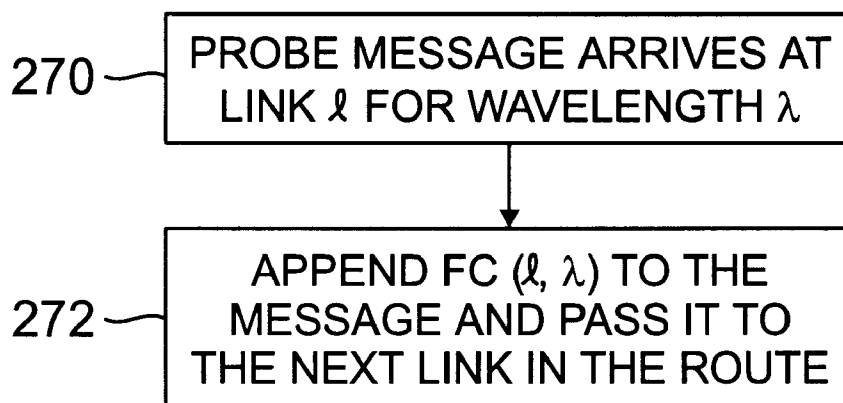 270
PROBE MESSAGE ARRIVES AT
LINK ℓ FOR WAVELENGTH λ
272
APPEND FC (ℓ, λ) TO THE
MESSAGE AND PASS IT TO
THE NEXT LINK IN THE ROUTE